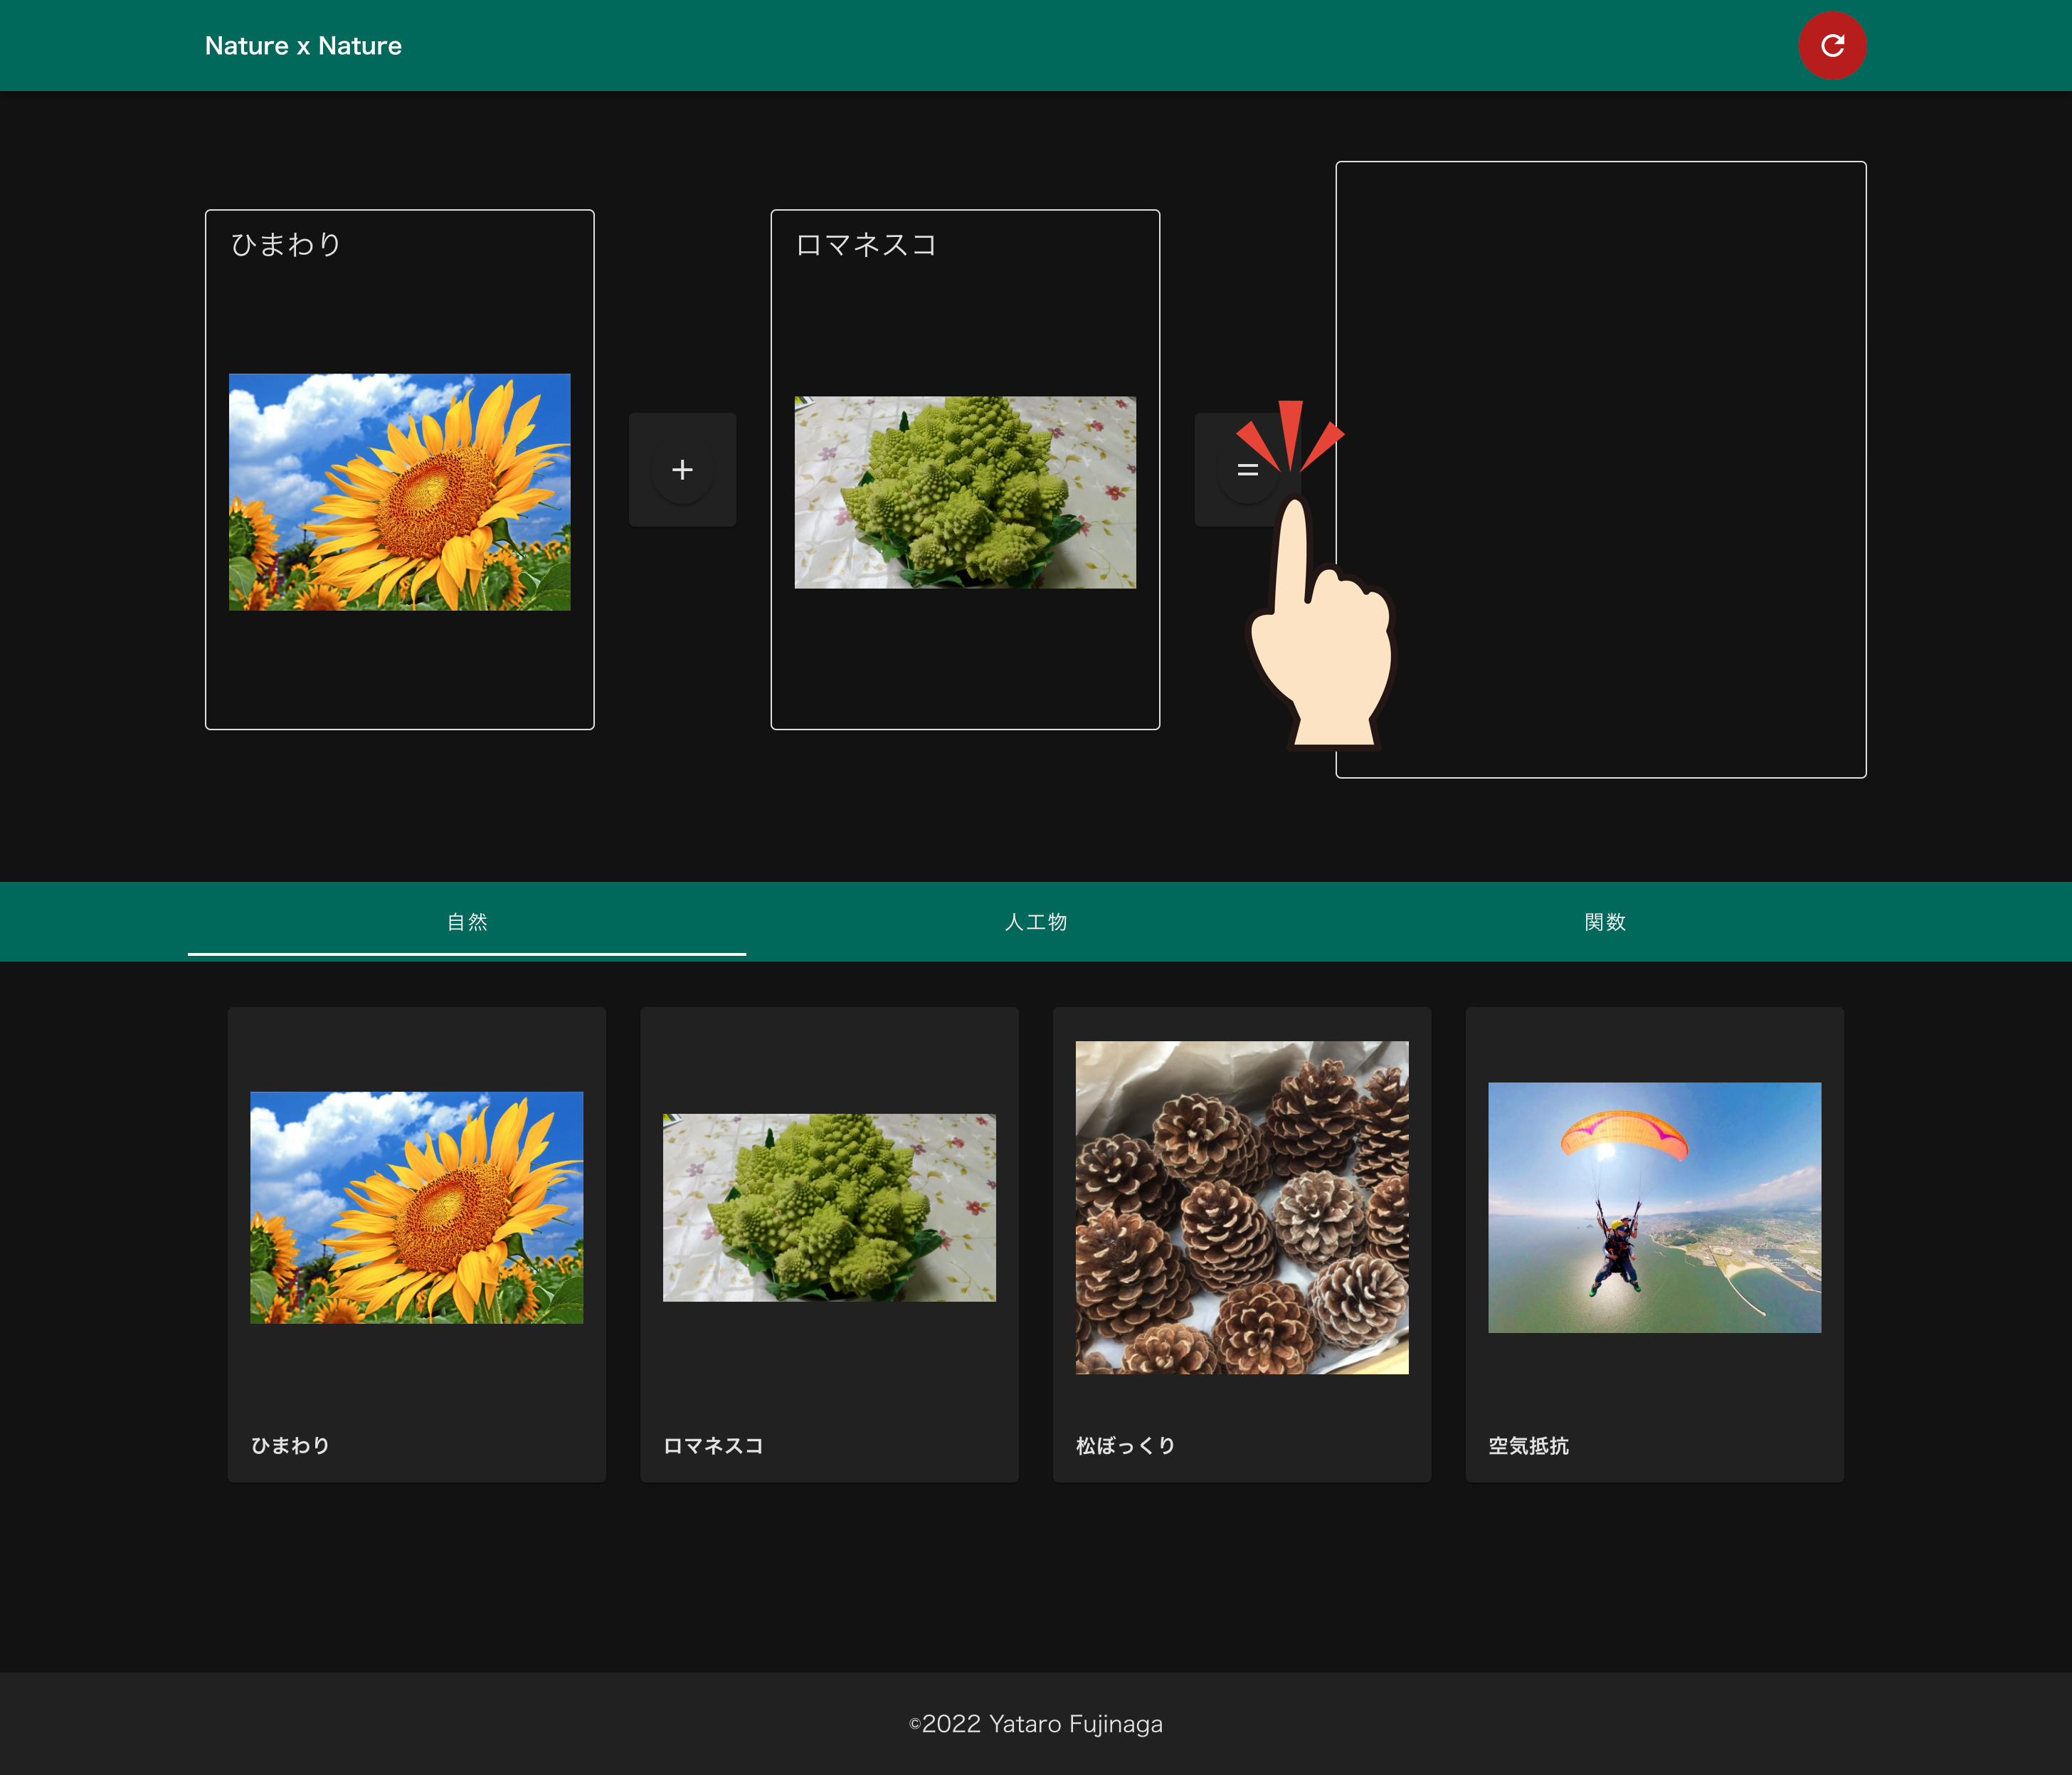 Nature x Nature
ひまわり
+
ロマネスコ
=
自然
人工物
関数
ひまわり
ロマネスコ
松ぼっくり
空気抵抗
©2022 Yataro Fujinaga